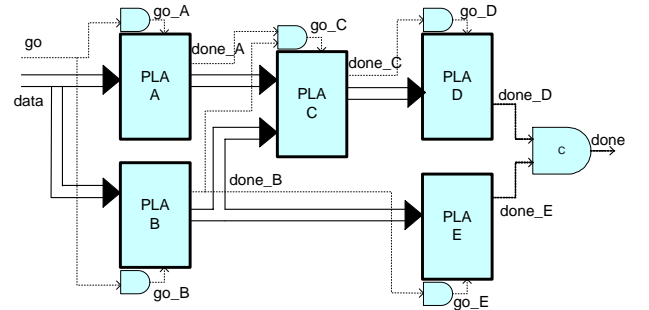 go_A
go_C
go_D
go
done_A
done_C
PLA
A
PLA
C
PLA
D
data
done_D
done
C
done_B
PLA
B
PLA
E
done_E
go_B
go_E